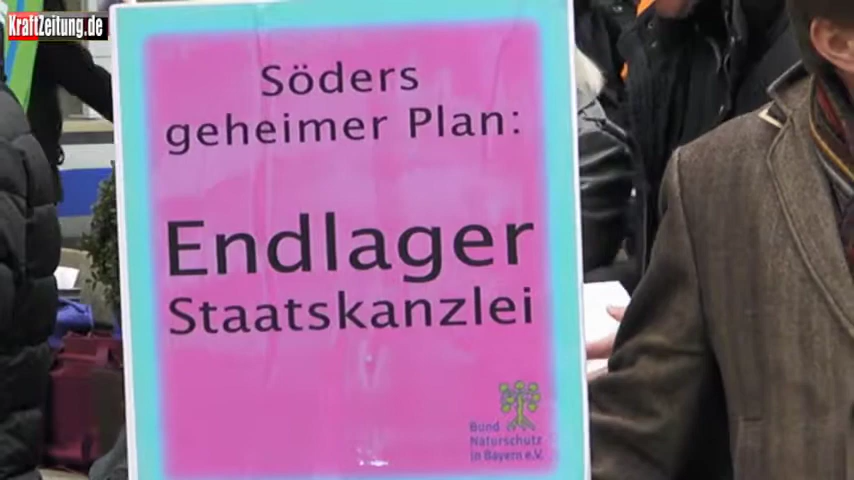 KraftZeitung.de
Söders
geheimer Plan:
Endlager
Staatskanzlei
Bund
Naturschutz
in Bayern e.V.